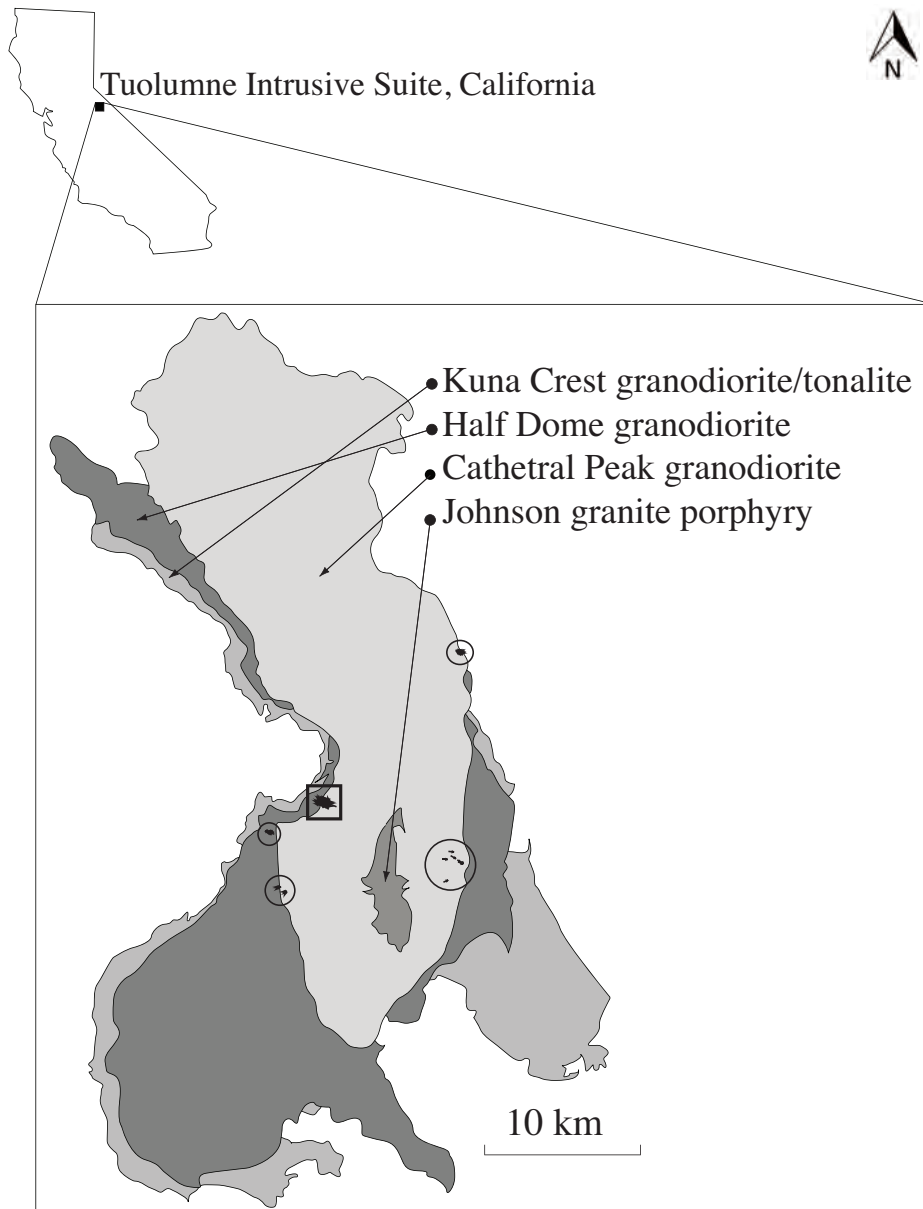 N
Tuolumne Intrusive Suite, California
Kuna Crest granodiorite/tonalite
Half Dome granodiorite
Cathetral Peak granodiorite
Johnson granite porphyry
10 km